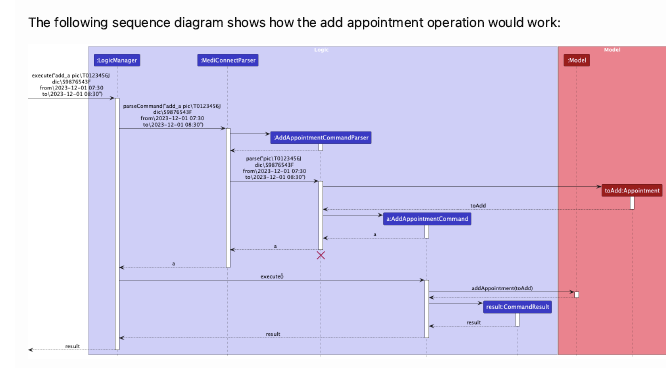 The following sequence diagram shows how the add appointment operation would work:
Logic
Model
:LogicManager
:MediConnectParser
:Model
execute("add_a pic\T0123456J
dic\S9876543F
from\2023-12-01 07:30
to\2023-12-01 08:30")
parseCommand("add_a pic\T0123456J
dic\S9876543F
from\2023-12-01 07:30
to\2023-12-01 08:30")
:AddAppointmentCommandParser
parse("pic\T0123456J
dic\S9876543F
from\2023-12-01 07:30
to\2023-12-01 08:30")
toAdd:Appointment
toAdd
a:AddAppointmentCommand
a
a
a
execute()
addAppointment(toAdd)
result:CommandResult
result
result
result